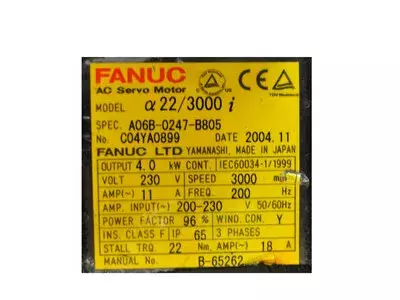 FANUC
AC Servo Motor
MODEL α22/3000 i
SPEC. A06B-0247-B805
No. C04YA0899 DATE 2004.11
FANUC LTD YAMANASHI, MADE IN JAPAN
OUTPUT 4.0 kW CONT. IEC60034-1/1999
VOLT 230 V SPEED 3000 min⁻¹
AMP(~) 11 A FREQ. 200 Hz
AMP. INPUT(~) 200-230 V 50/60Hz
POWER FACTOR 96 % WIND.CON. Y
INS. CLASS F IP 65 3 PHASES
STALL TRQ. 22 Nm, AMP(~) 18 A
MANUAL No. B-65262